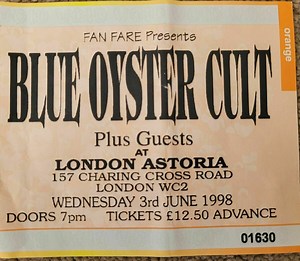 FAN FARE Presents
BLUE OYSTER CULT
Plus Guests
AT
LONDON ASTORIA
157 CHARING CROSS ROAD
LONDON WC2
WEDNESDAY 3rd JUNE 1998
DOORS 7pm TICKETS £12.50 ADVANCE
01630
orange